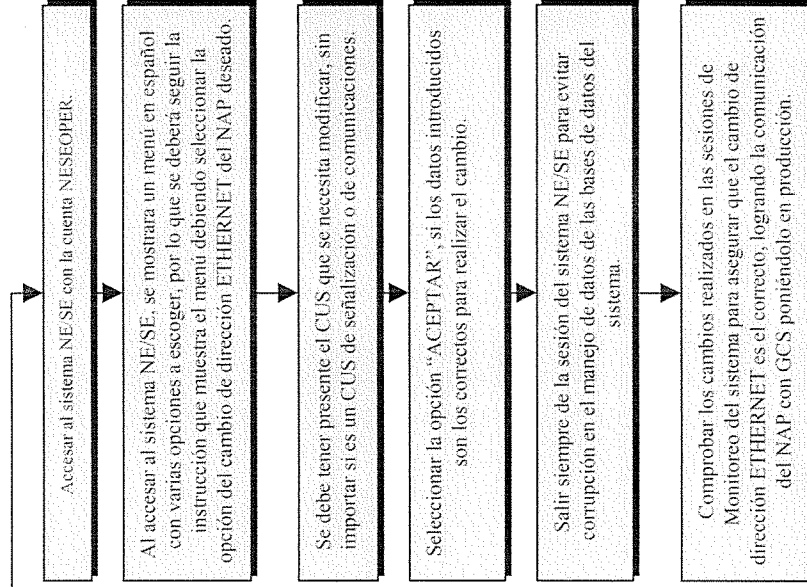 Accesar al sistema NE/SE con la cuenta NESEOPER.
Al accesar al sistema NE/SE, se mostrara un menú en español
con varias opciones a escoger, por lo que se deberá seguir la
instrucción que muestra el menú debiendo seleccionar la
opción del cambio de dirección ETHERNET del NAP deseado.
Se debe tener presente el CUS que se necesita modificar, sin
importar si es un CUS de señalización o de comunicaciones.
Seleccionar la opción “ACEPTAR”, si los datos introducidos
son los correctos para realizar el cambio.
Salir siempre de la sesión del sistema NE/SE para evitar
corrupción en el manejo de datos de las bases de datos del
sistema.
Comprobar los cambios realizados en las sesiones de
Monitoreo del sistema para asegurar que el cambio de
dirección ETHERNET es el correcto, logrando la comunicación
del NAP con GCS poniéndolo en producción.